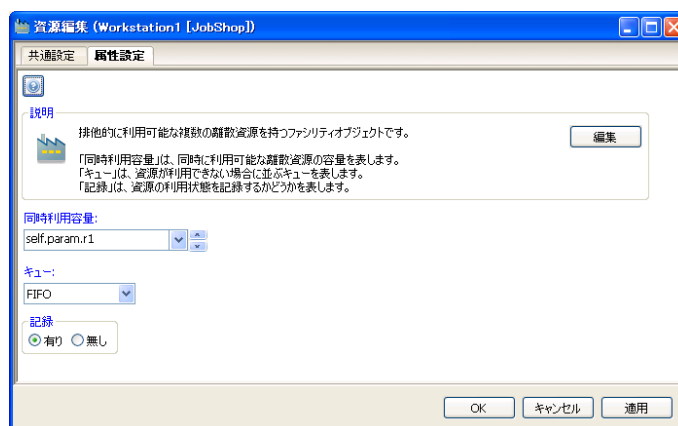 資源編集 (Workstation1 [JobShop])
共通設定 属性設定
説明
排他的に利用可能な複数の離散資源を持つファシリティオブジェクトです。
編集
「同時利用容量」は、同時に利用可能な離散資源の容量を表します。
「キュー」は、資源が利用できない場合に並ぶキューを表します。
「記録」は、資源の利用状態を記録するかどうかを表します。
同時利用容量:
self.param.r1
キュー:
FIFO
記録
有り 無し
OK キャンセル 適用